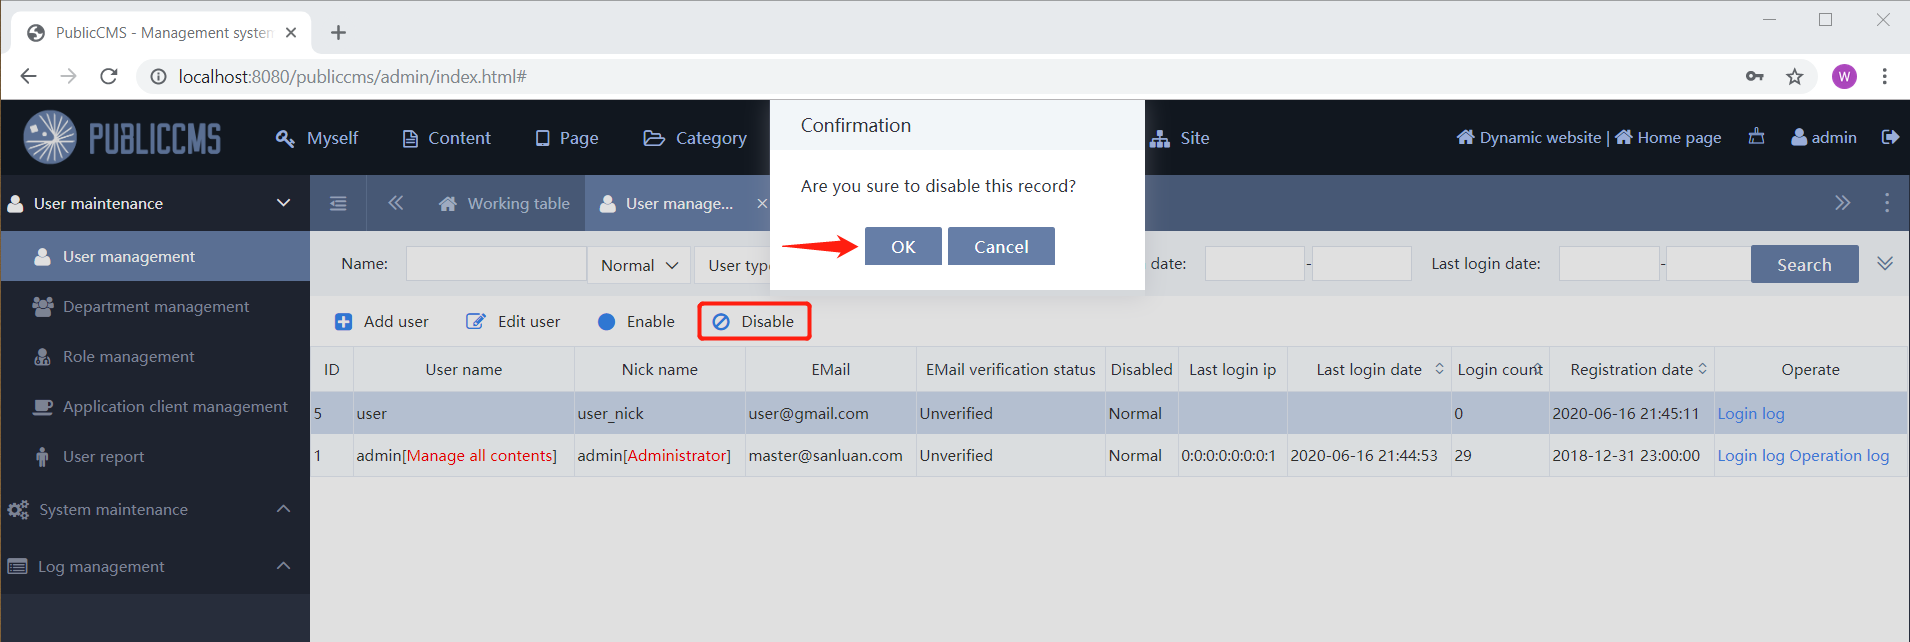 PublicCMS - Management system
localhost:8080/publiccms/admin/index.html#
W
PUBLICCMS
Myself
Content
Page
Category
Confirmation
Site
Dynamic website | Home page
admin
User maintenance
Working table
User manage...
Are you sure to disable this record?
OK
Cancel
User management
Department management
Role management
Application client management
User report
System maintenance
Log management
Name:
Normal
User type
date:
-
Last login date:
-
Search
Add user
Edit user
Enable
Disable
ID User name Nick name EMail EMail verification status Disabled Last login ip Last login date Login count Registration date Operate
5 user user_nick user@gmail.com Unverified Normal 0 2020-06-16 21:45:11 Login log
1 admin[Manage all contents] admin[Administrator] master@sanluan.com Unverified Normal 0:0:0:0:0:0:0:1 2020-06-16 21:44:53 29 2018-12-31 23:00:00 Login log Operation log